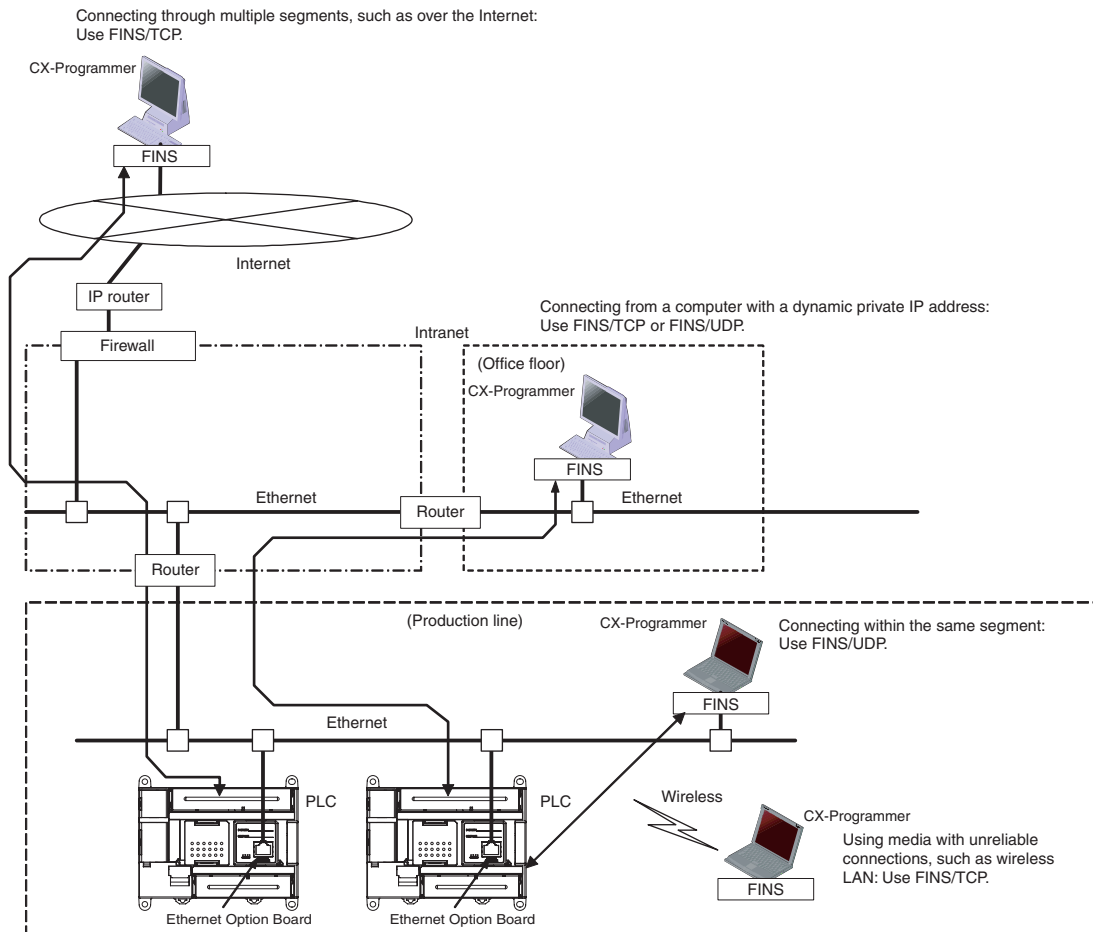 Connecting through multiple segments, such as over the Internet:
Use FINS/TCP.
CX-Programmer
FINS
Internet
IP router
Firewall
Intranet
Connecting from a computer with a dynamic private IP address:
Use FINS/TCP or FINS/UDP.
(Office floor)
CX-Programmer
FINS
Ethernet
Router
Ethernet
Router
(Production line)
CX-Programmer
Connecting within the same segment:
Use FINS/UDP.
FINS
Ethernet
PLC
PLC
Wireless
CX-Programmer
Using media with unreliable
connections, such as wireless
LAN: Use FINS/TCP.
FINS
Ethernet Option Board
Ethernet Option Board